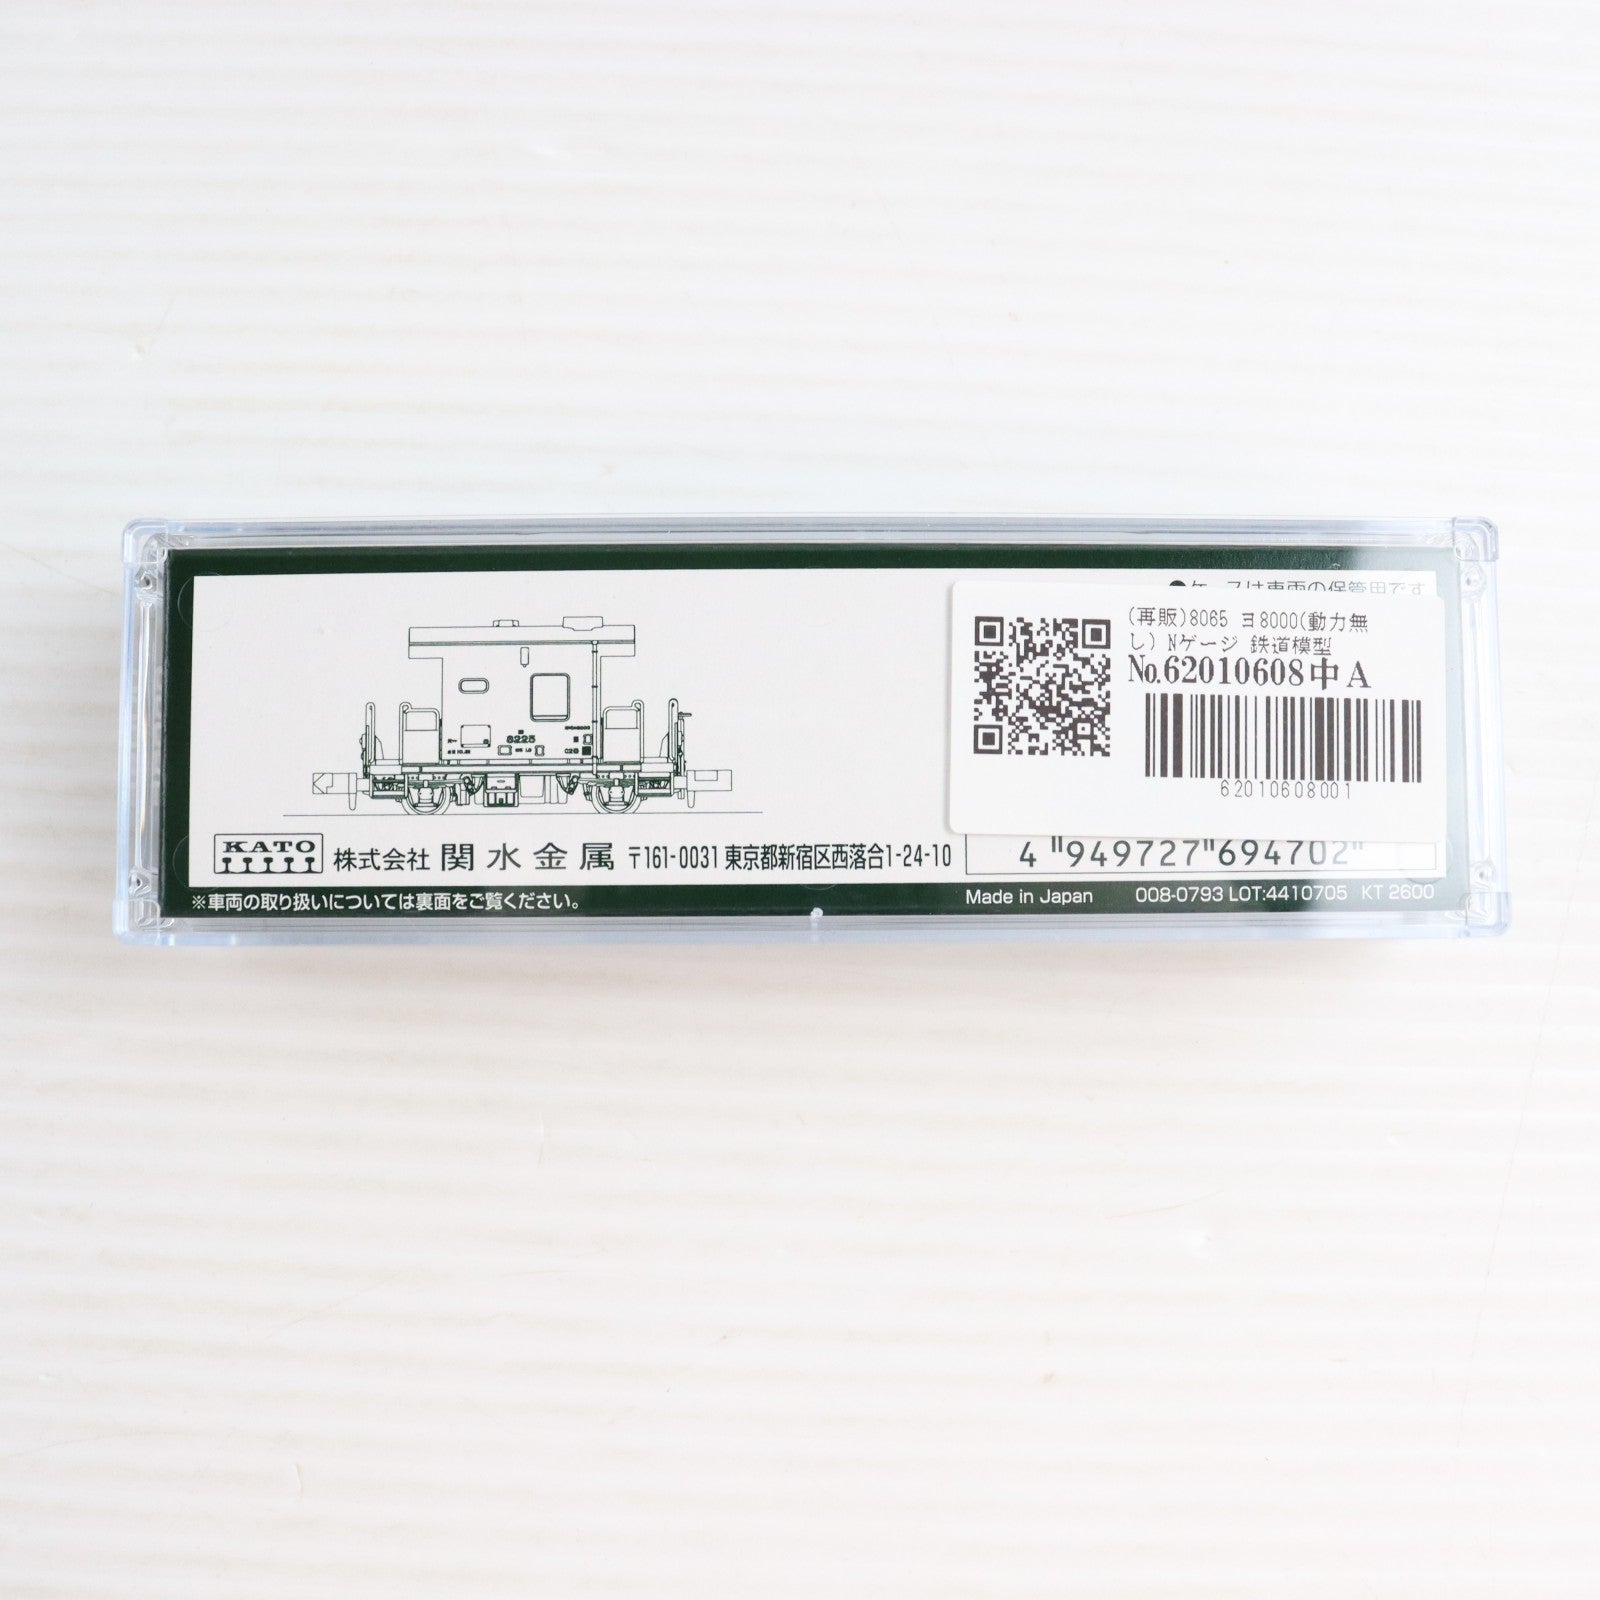 ●ケースは車両の保管用です
(再販)8065 ヨ8000(動力無
し) Nゲージ 鉄道模型
No.62010608中A
62010608001
8225
KATO
株式会社 関水金属 〒161-0031 東京都新宿区西落合1-24-10
4 "949727"694702"
※車両の取り扱いについては裏面をご覧ください。
Made in Japan 008-0793 LOT:4410705 KT 2600